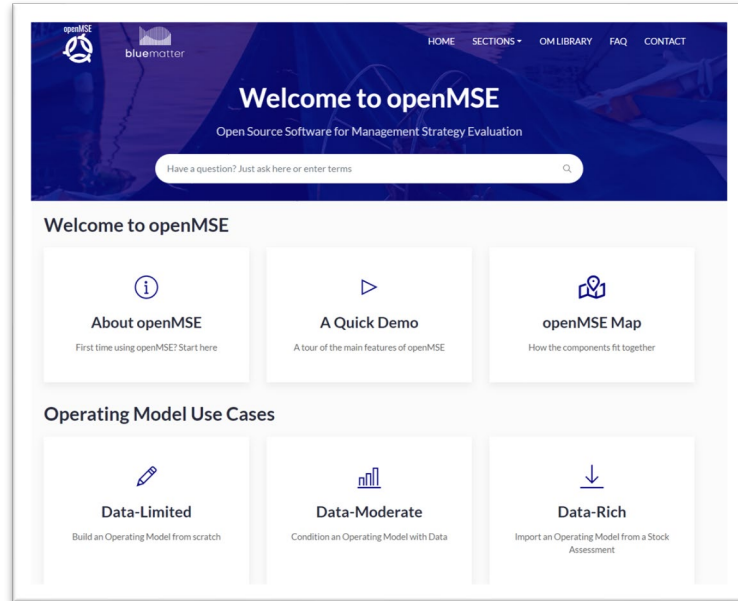 openMSE
bluematter
HOME SECTIONS OM LIBRARY FAQ CONTACT
Welcome to openMSE
Open Source Software for Management Strategy Evaluation
Have a question? Just ask here or enter terms
Welcome to openMSE
About openMSE
First time using openMSE? Start here
A Quick Demo
A tour of the main features of openMSE
openMSE Map
How the components fit together
Operating Model Use Cases
Data-Limited
Build an Operating Model from scratch
Data-Moderate
Condition an Operating Model with Data
Data-Rich
Import an Operating Model from a Stock
Assessment